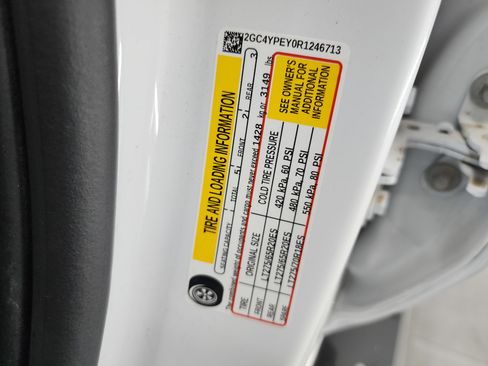 2GC4YPEY0R1246713
TIRE AND LOADING INFORMATION
SEATING CAPACITY TOTAL 5 FRONT 2 REAR 3
The combined weight of occupants and cargo must never exceed 1428 kg or 3149 lbs
TIRE ORIGINAL SIZE COLD TIRE PRESSURE
FRONT LT275/65R20ES 420 kPa, 60 PSI
REAR LT275/65R20ES 480 kPa, 70 PSI
SPARE LT275/70R18ES 550 kPa, 80 PSI
SEE OWNER'S
MANUAL FOR
ADDITIONAL
INFORMATION